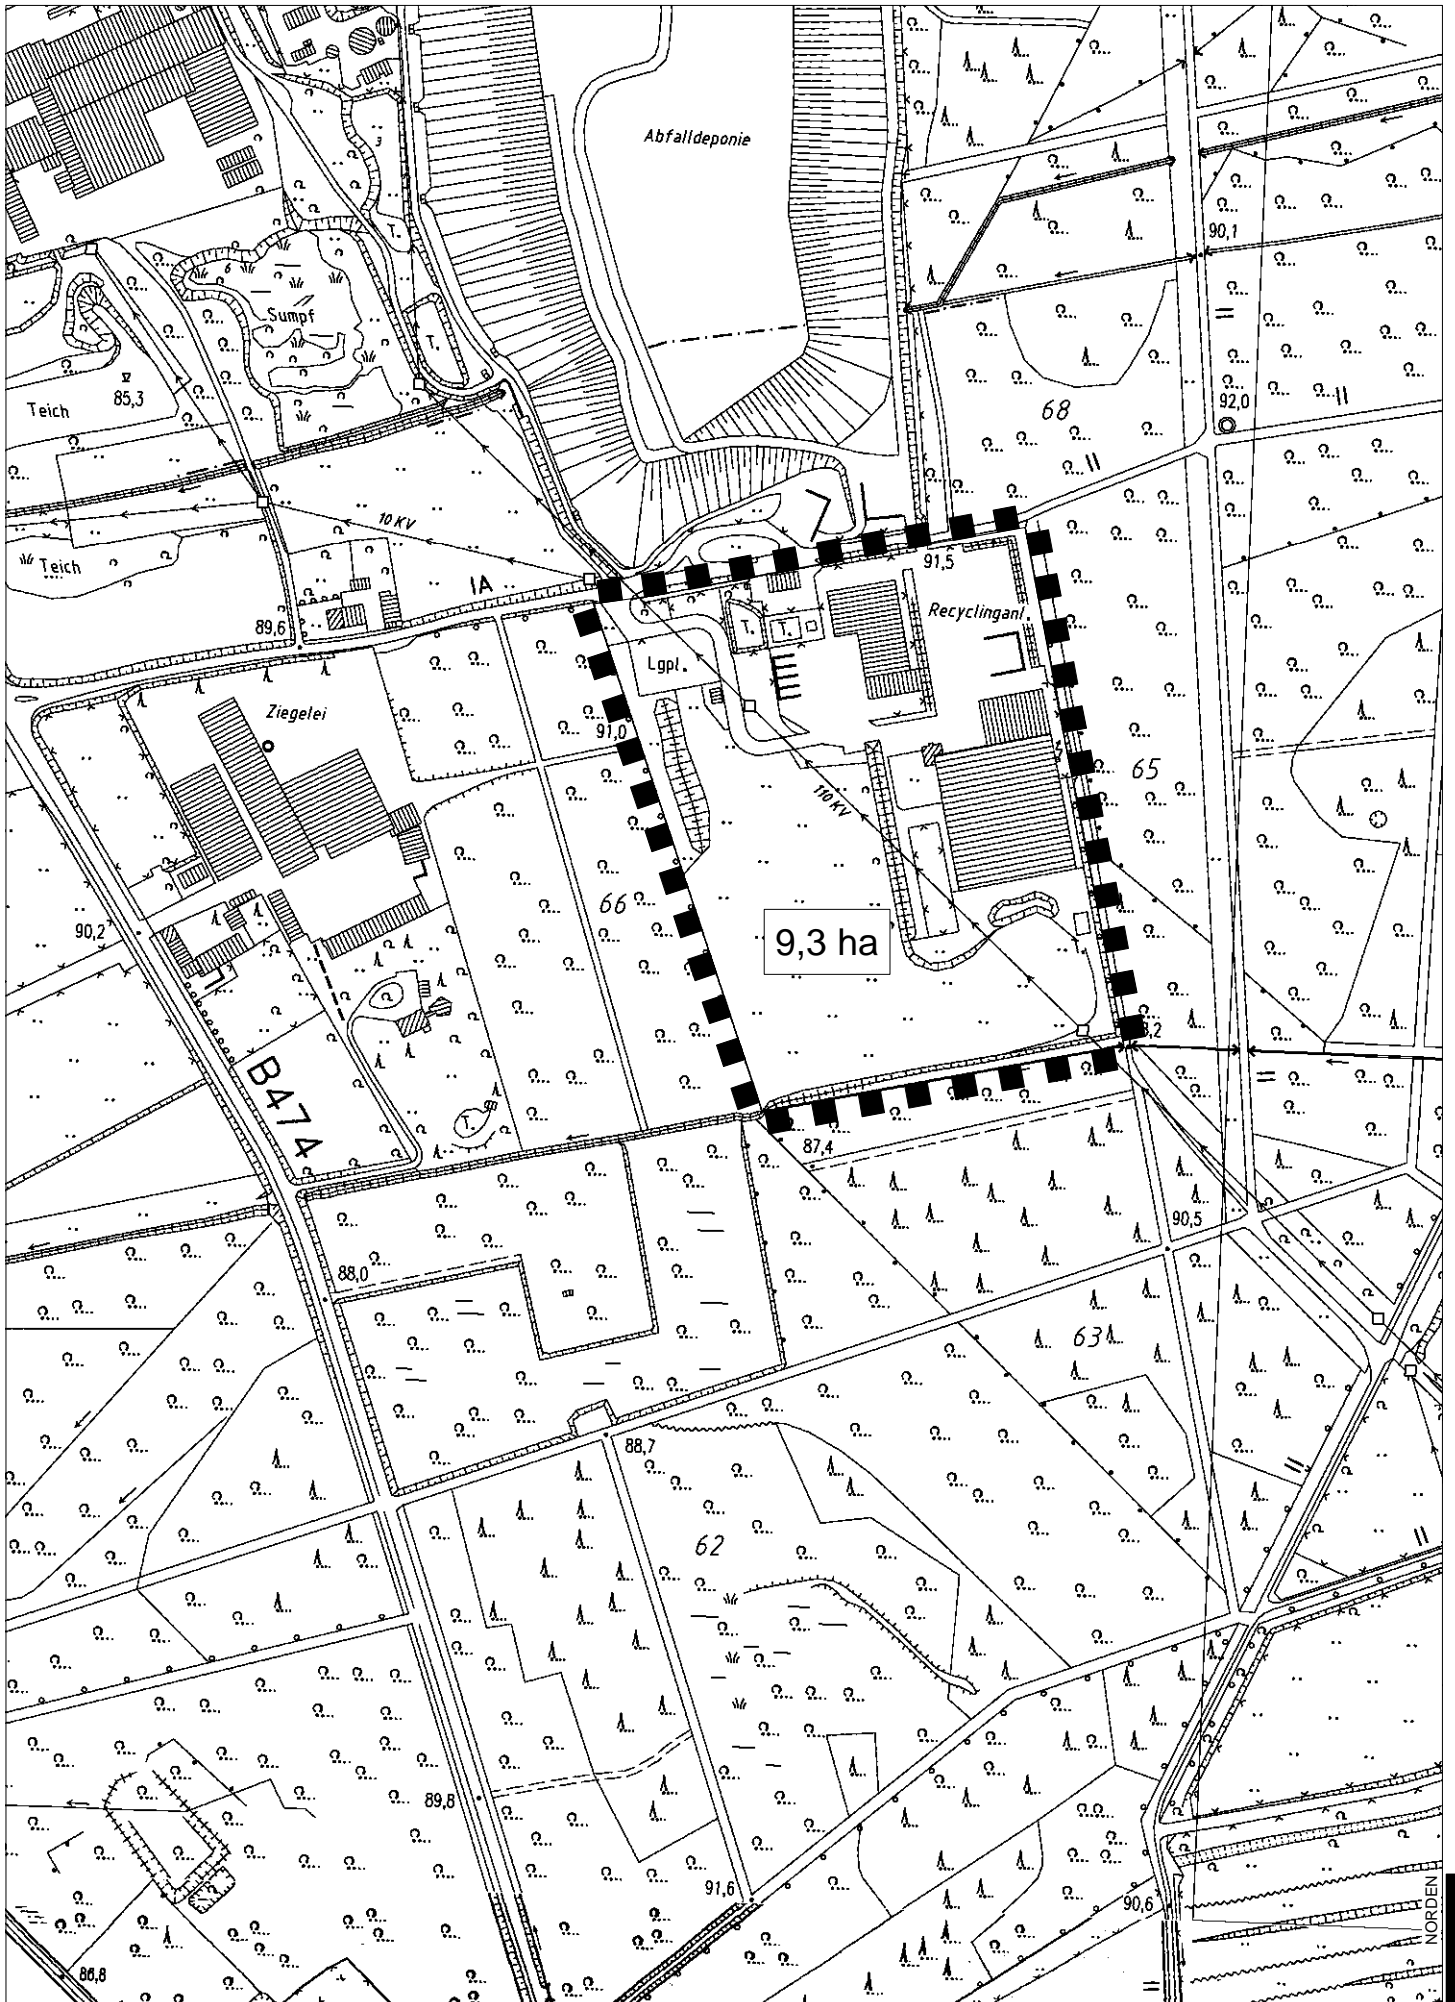 Abfalldeponie
3
T.
90,1
6
Sumpf
T.
Teich
85,3
68
92,0
10 KV
Teich
91,5
IA
89,6
Recyclinganl.
T.
T.
Lgpl.
Ziegelei
91,0
65
110 KV
66
90,2
9,3 ha
B474
T.
87,4
90,5
88,0
63
88,7
62
89,8
91,6
90,6
NORDEN
86,8